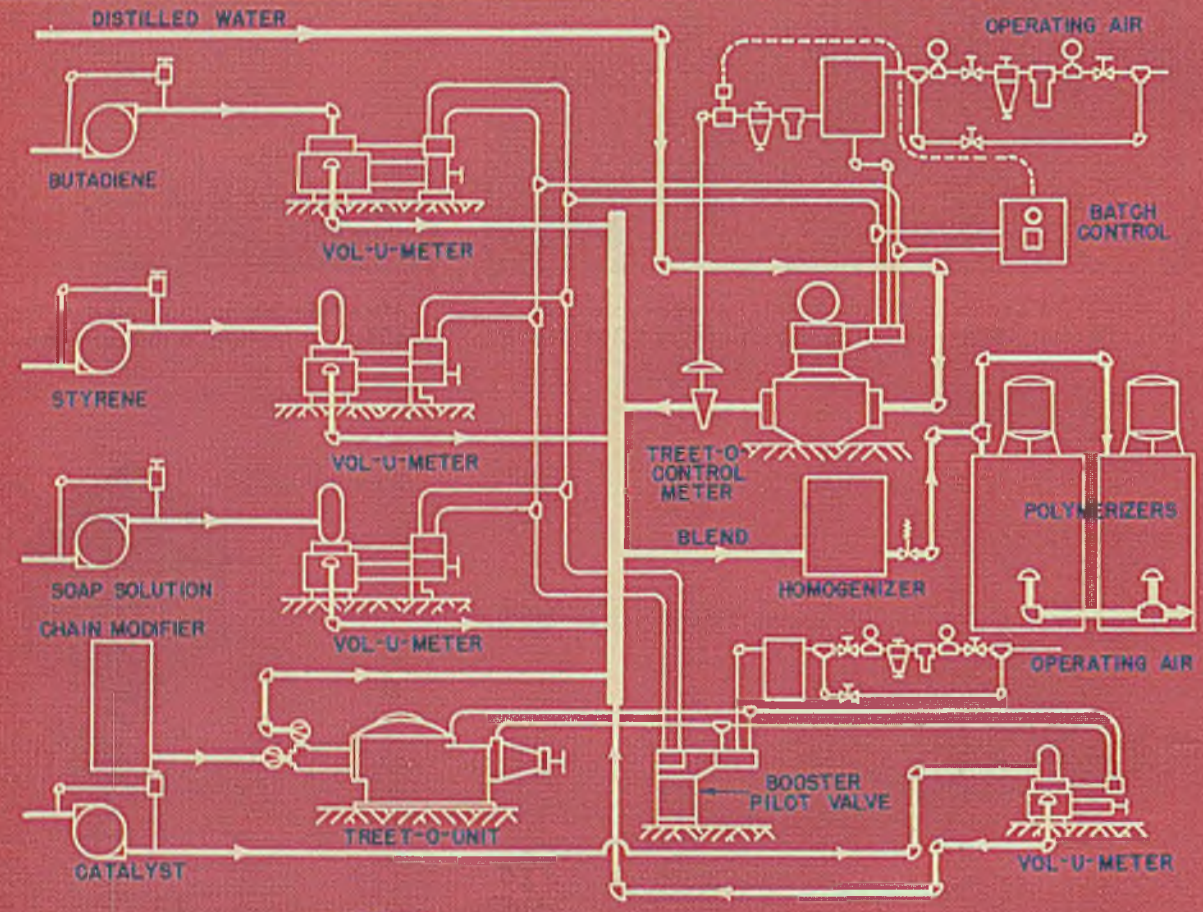 DISTILLED WATER
OPERATING AIR
BUTADIENE
VOL-U-METER
BATCH
CONTROL
STYRENE
VOL-U-METER
TREET-O-
CONTROL
METER
POLYMERIZERS
BLEND
HOMOGENIZER
SOAP SOLUTION
CHAIN MODIFIER
VOL-U-METER
OPERATING AIR
BOOSTER
PILOT VALVE
TREET-O-UNIT
CATALYST
VOL-U-METER